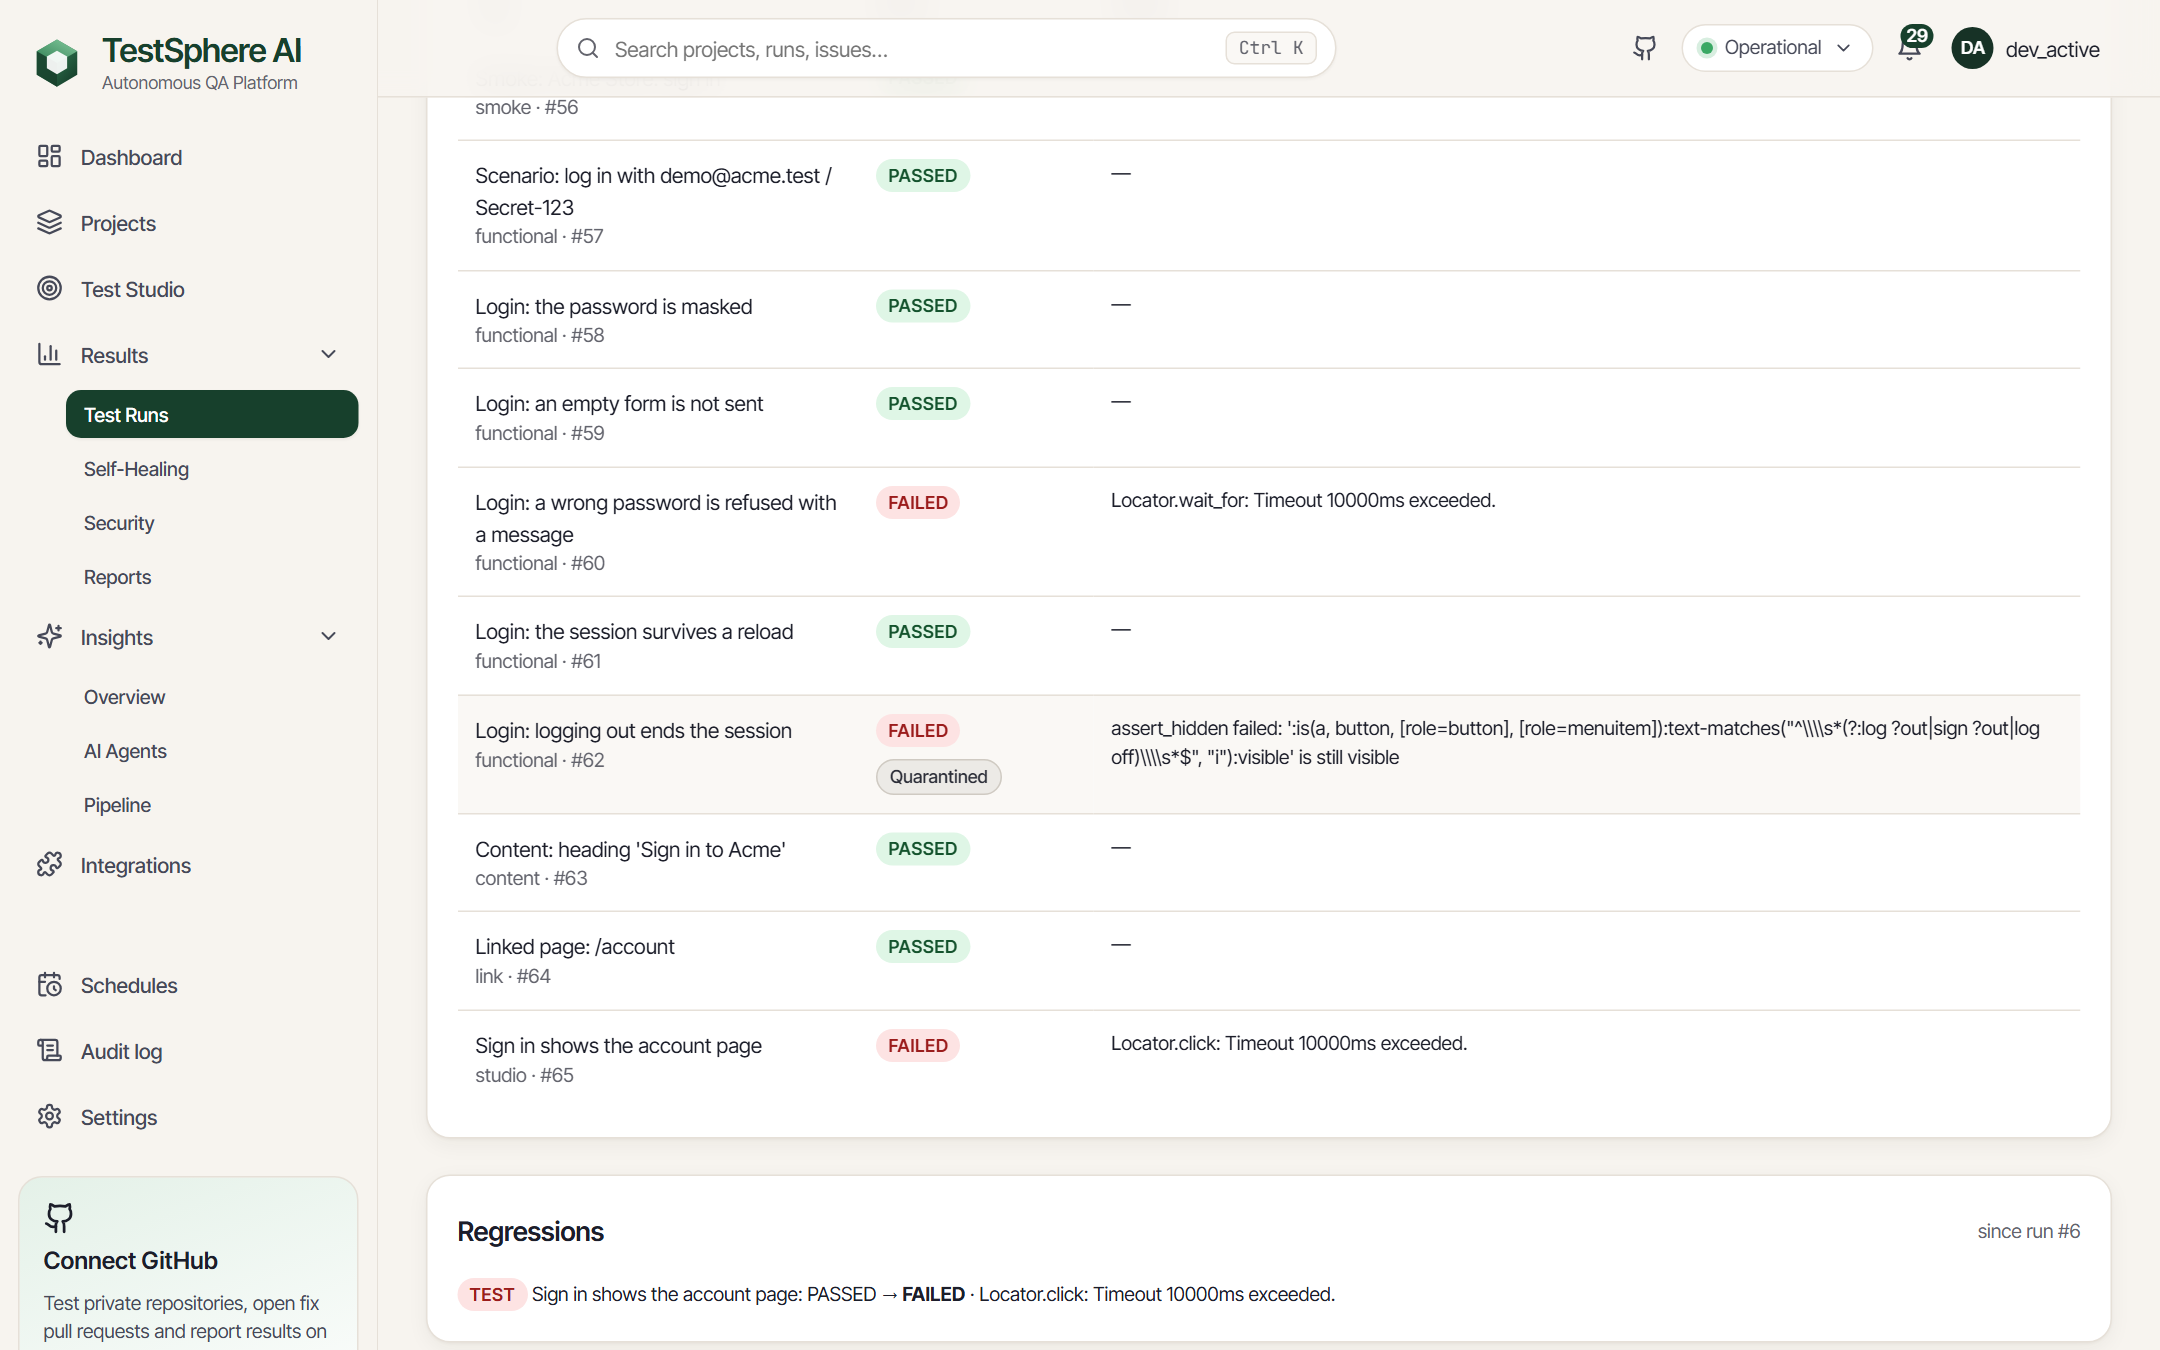 TestSphere AI
Autonomous QA Platform
Dashboard
Projects
Test Studio
Results
Test Runs
Self-Healing
Security
Reports
Insights
Overview
AI Agents
Pipeline
Integrations
Schedules
Audit log
Settings
Connect GitHub
Test private repositories, open fix
pull requests and report results on
Search projects, runs, issues...
Ctrl K
Operational
29
DA
dev_active
smoke · #56
Scenario: log in with demo@acme.test /
Secret-123
functional · #57
PASSED
—
Login: the password is masked
functional · #58
PASSED
—
Login: an empty form is not sent
functional · #59
PASSED
—
Login: a wrong password is refused with
a message
functional · #60
FAILED
Locator.wait_for: Timeout 10000ms exceeded.
Login: the session survives a reload
functional · #61
PASSED
—
Login: logging out ends the session
functional · #62
FAILED
Quarantined
assert_hidden failed: ':is(a, button, [role=button], [role=menuitem]):text-matches("^\\\\s*(?:log ?out|sign ?out|log
off)\\\\s*$", "i"):visible' is still visible
Content: heading 'Sign in to Acme'
content · #63
PASSED
—
Linked page: /account
link · #64
PASSED
—
Sign in shows the account page
studio · #65
FAILED
Locator.click: Timeout 10000ms exceeded.
Regressions
since run #6
TEST Sign in shows the account page: PASSED → FAILED · Locator.click: Timeout 10000ms exceeded.